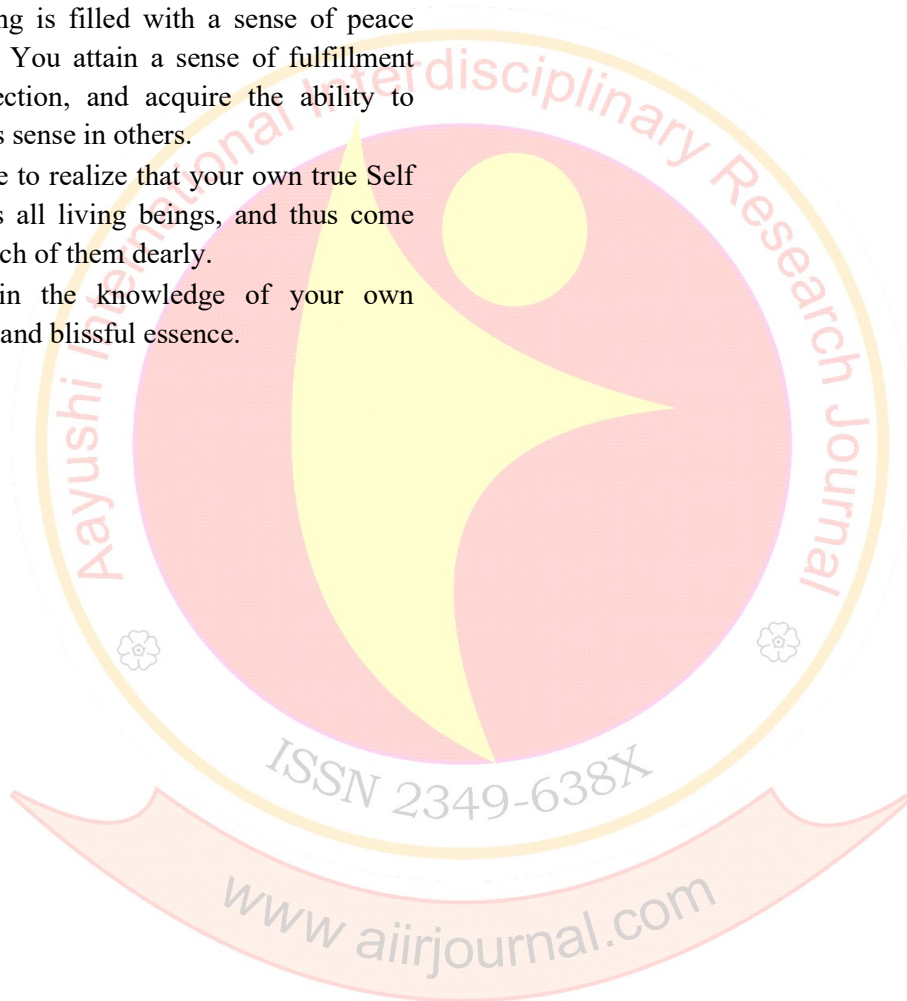 ng is filled with a sense of peace
. You attain a sense of fulfillment
ection, and acquire the ability to
s sense in others.
e to realize that your own true Self
s all living beings, and thus come
ch of them dearly.
in the knowledge of your own
and blissful essence.
Aayushi International Interdisciplinary Research Journal
ISSN 2349-638X
www aiirjournal.com